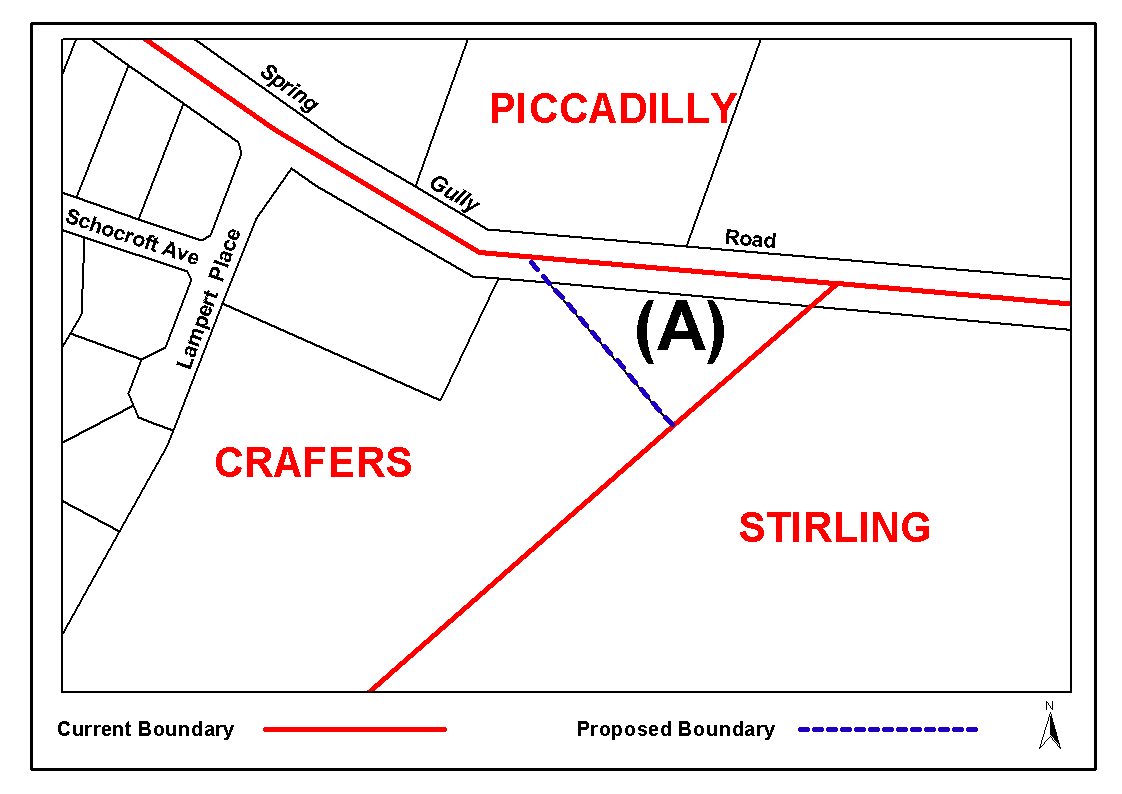 Spring
PICCADILLY
Gully
Schocroft Ave
Lampert Place
Road
(A)
CRAFERS
STIRLING
Current Boundary
Proposed Boundary
N